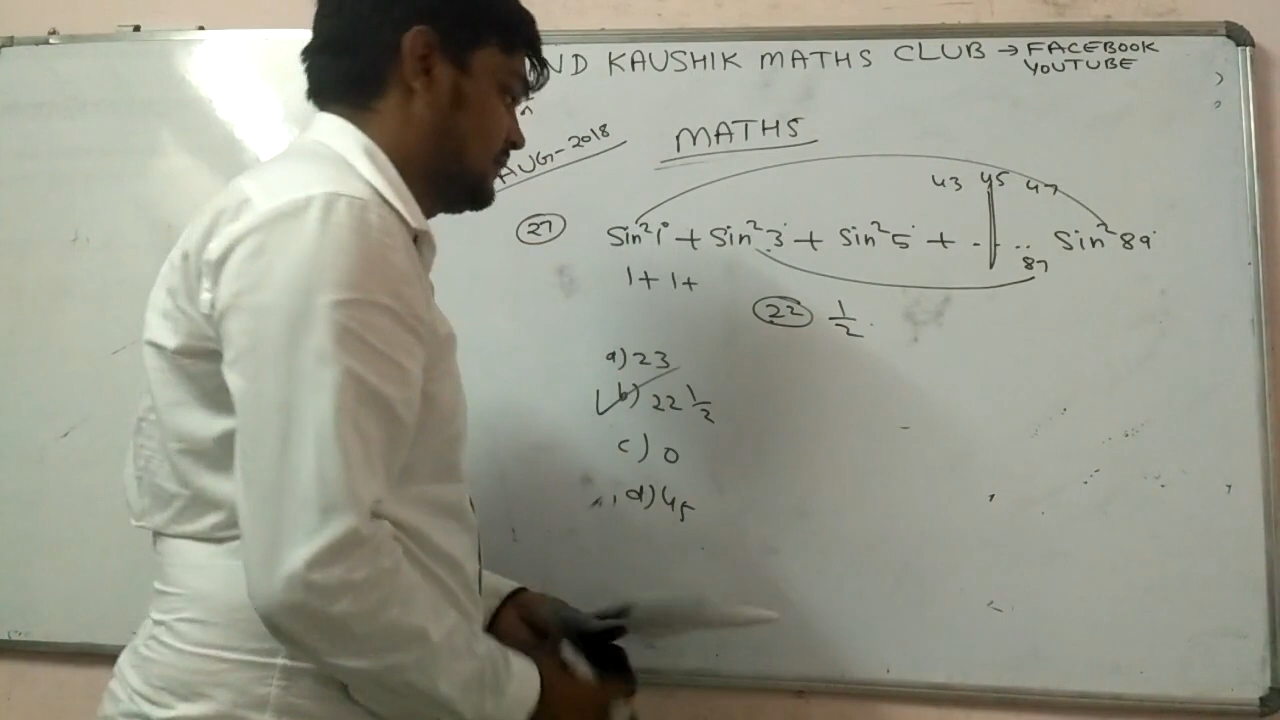 ND KAUSHIK MATHS CLUB → FACEBOOK
YOUTUBE
AUG-2018
MATHS
43 45 47
27 Sin²1° + Sin²3° + Sin²5° + ..... Sin²89°
87
1+ 1+
22 1/2
a) 23
b) 22 1/2
c) 0
d) 45